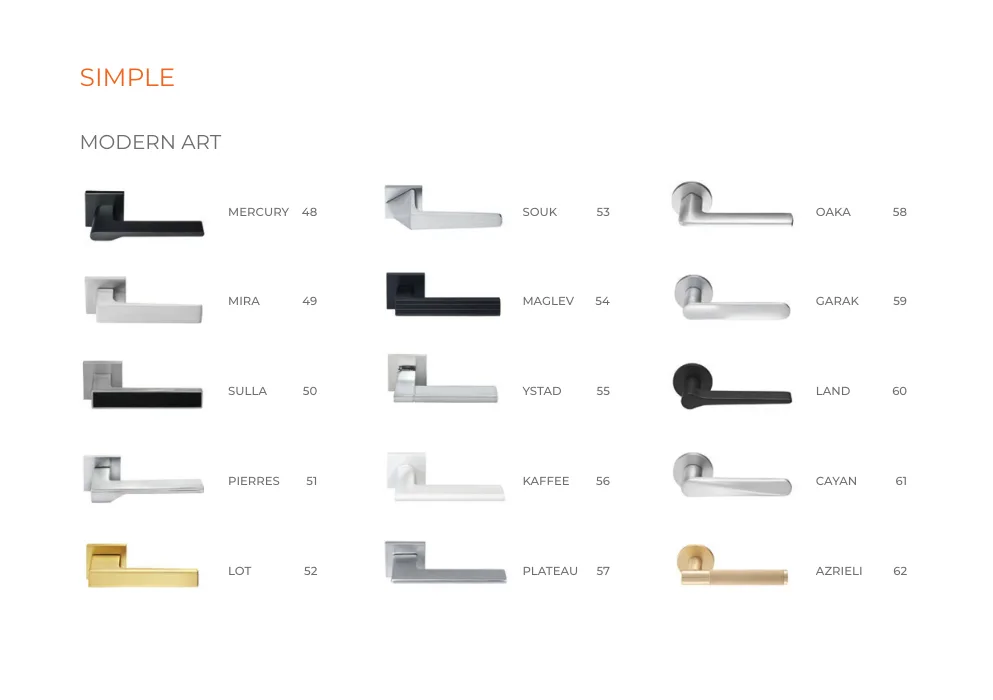 SIMPLE
MODERN ART
MERCURY 48
MIRA 49
SULLA 50
PIERRES 51
LOT 52
SOUK 53
MAGLEV 54
YSTAD 55
KAFFEE 56
PLATEAU 57
OAKA 58
GARAK 59
LAND 60
CAYAN 61
AZRIELI 62